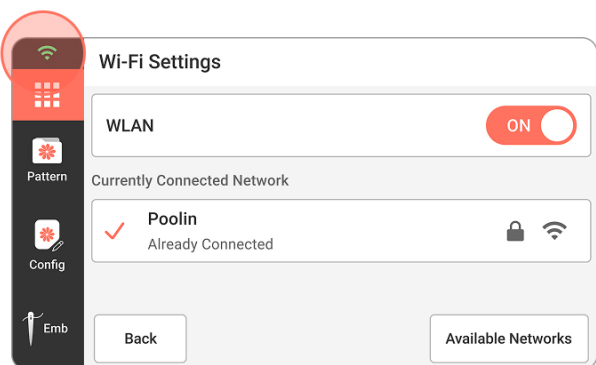 Wi-Fi Settings
WLAN
ON
Pattern
Currently Connected Network
Poolin
Already Connected
Config
Emb
Back
Available Networks